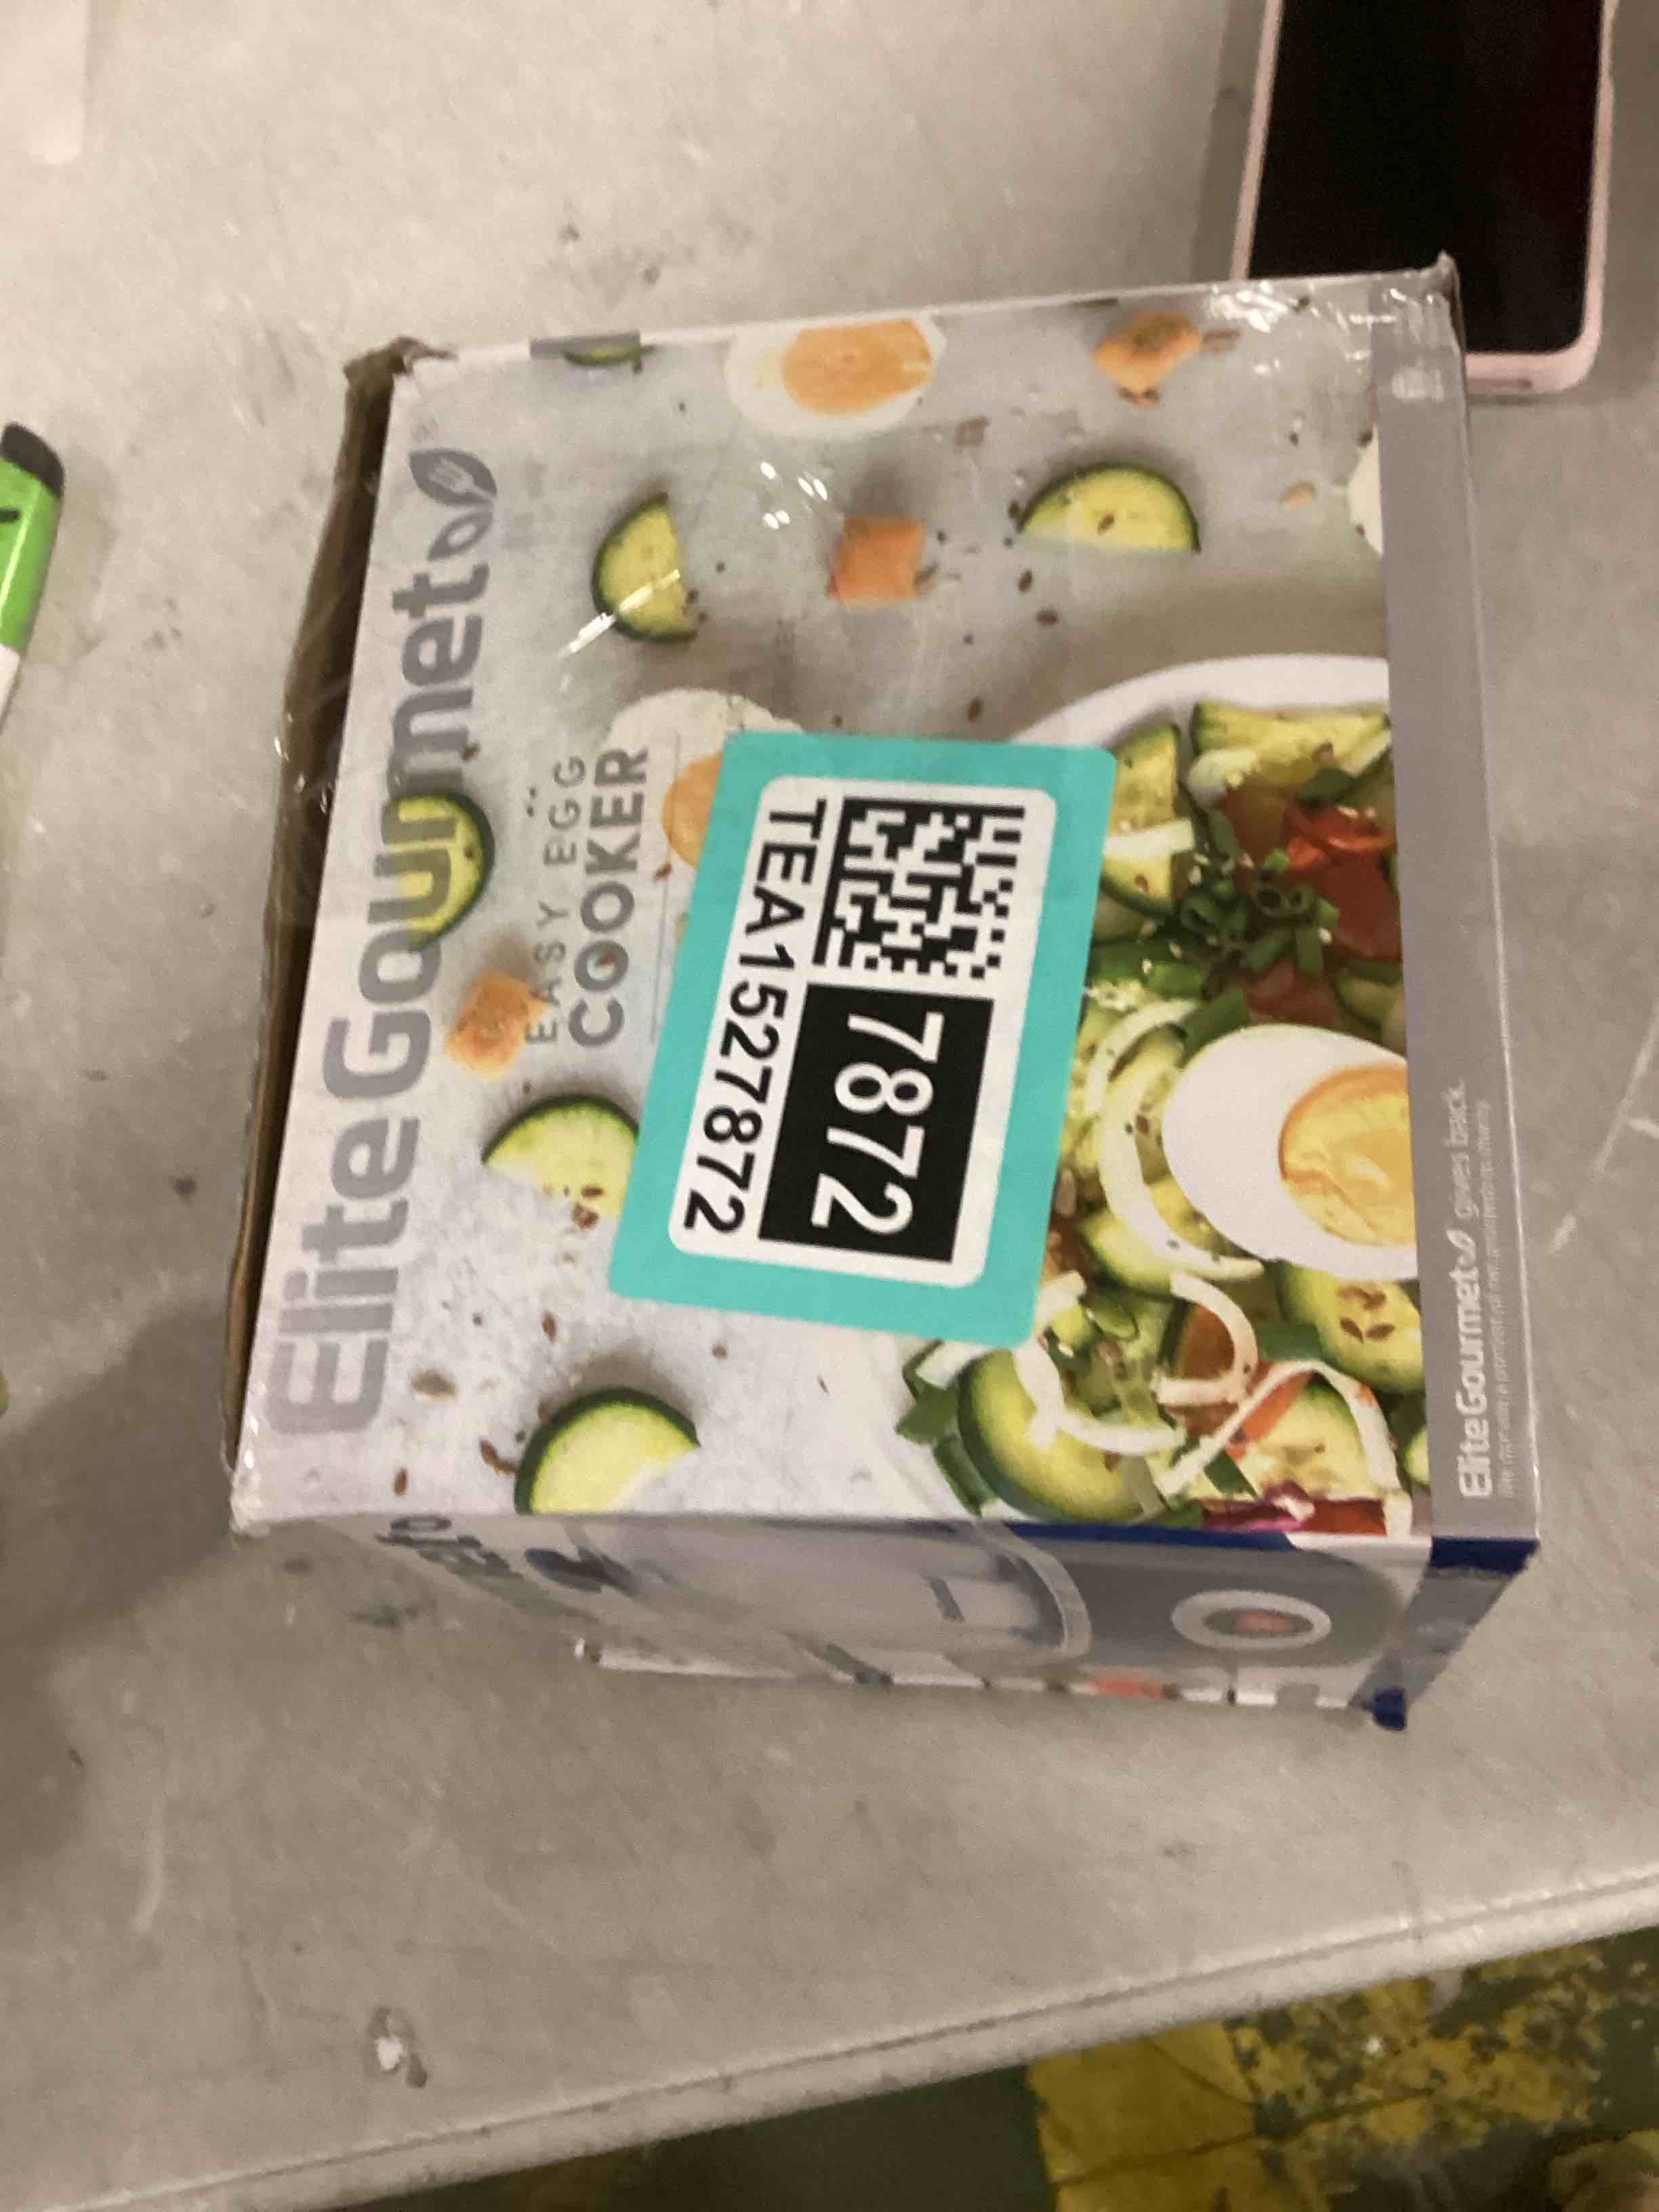 Elite Gourmet
EASY EGG
COOKER
7872
TEA1527872
Elite Gourmet gives back.